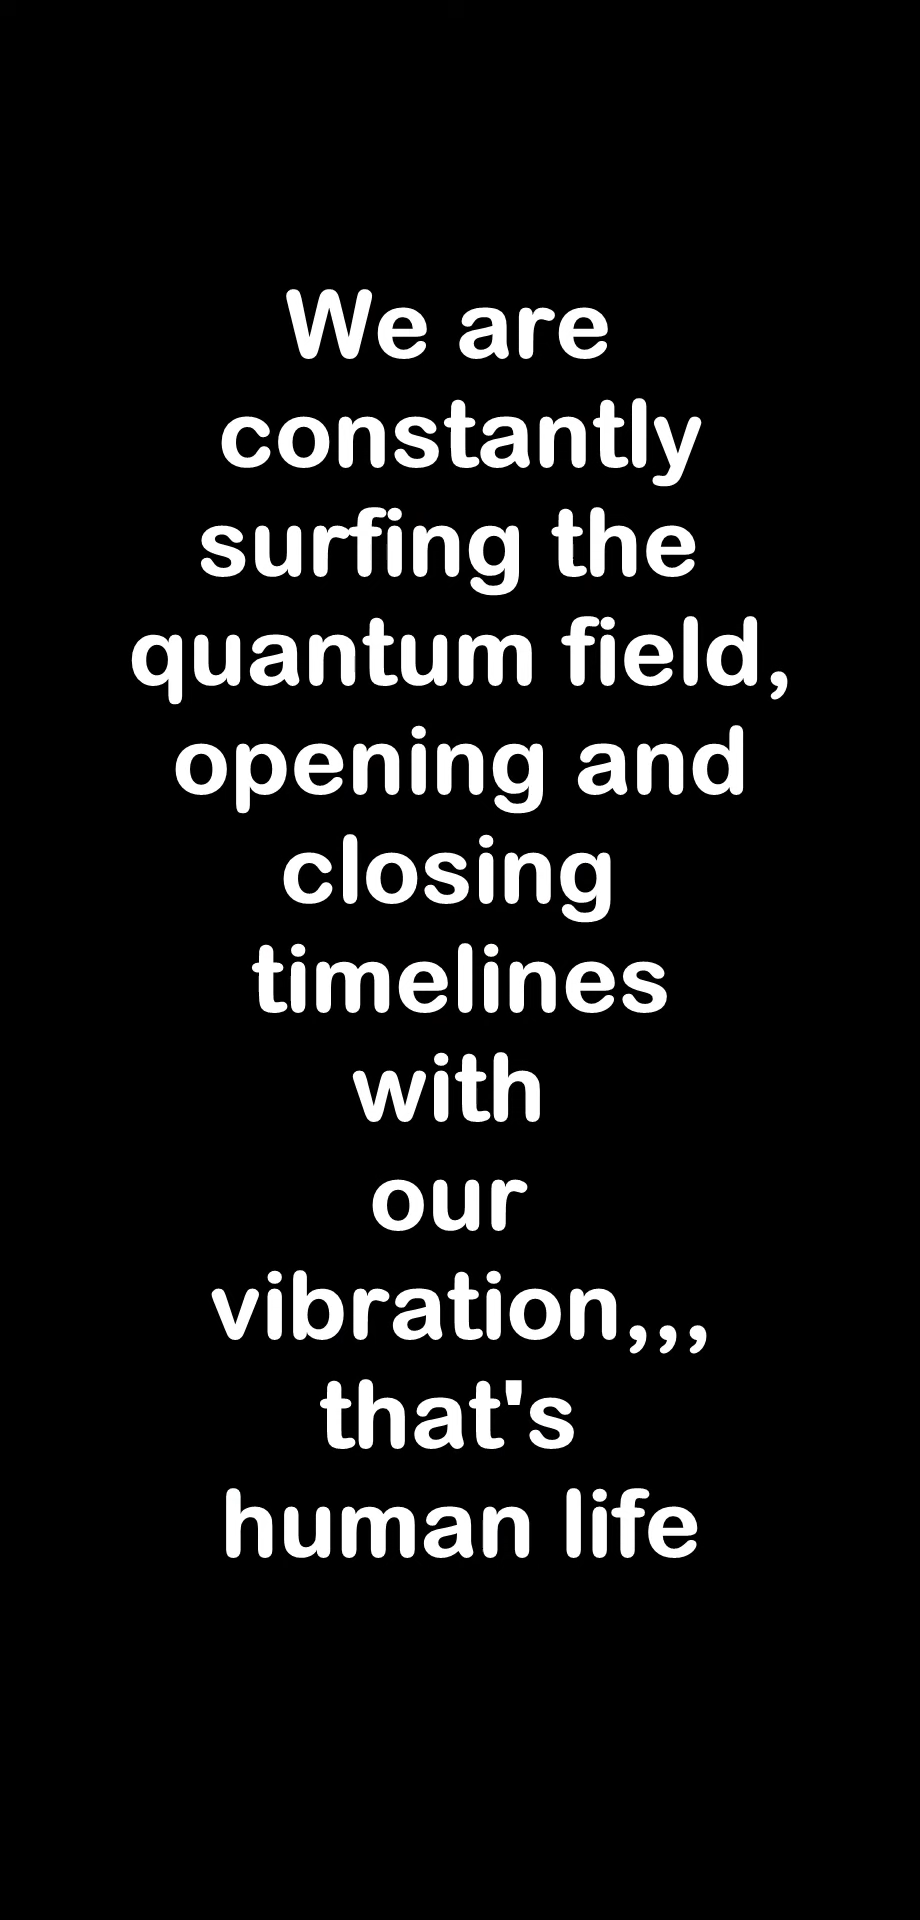 We are
constantly
surfing the
quantum field,
opening and
closing
timelines
with
our
vibration,,,
that's
human life